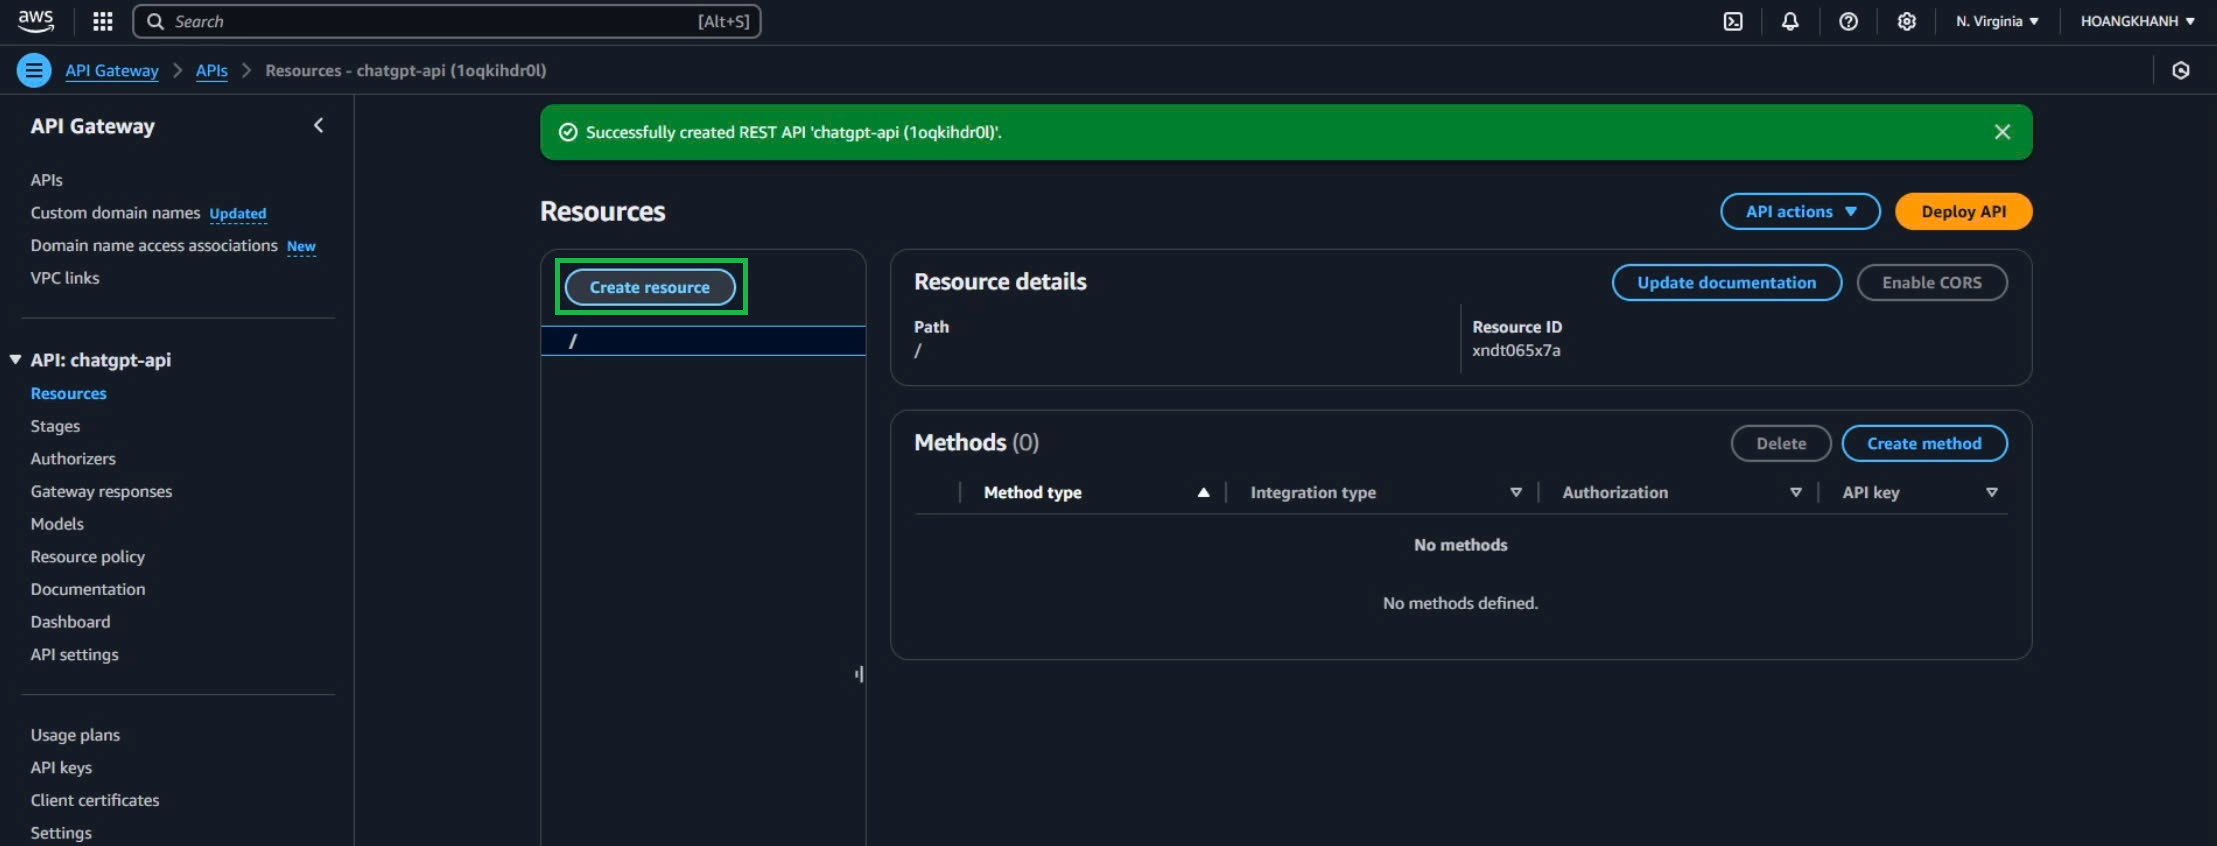 aws
Search [Alt+S]
N. Virginia
HOANGKHANH
API Gateway
APIs
Resources - chatgpt-api (1oqkihdr0l)
API Gateway
APIs
Custom domain names Updated
Domain name access associations New
VPC links
API: chatgpt-api
Resources
Stages
Authorizers
Gateway responses
Models
Resource policy
Documentation
Dashboard
API settings
Usage plans
API keys
Client certificates
Settings
Successfully created REST API 'chatgpt-api (1oqkihdr0l)'.
Resources
API actions
Deploy API
Create resource
/
Resource details
Update documentation
Enable CORS
Path
/
Resource ID
xndt065x7a
Methods (0)
Delete
Create method
Method type
Integration type
Authorization
API key
No methods
No methods defined.